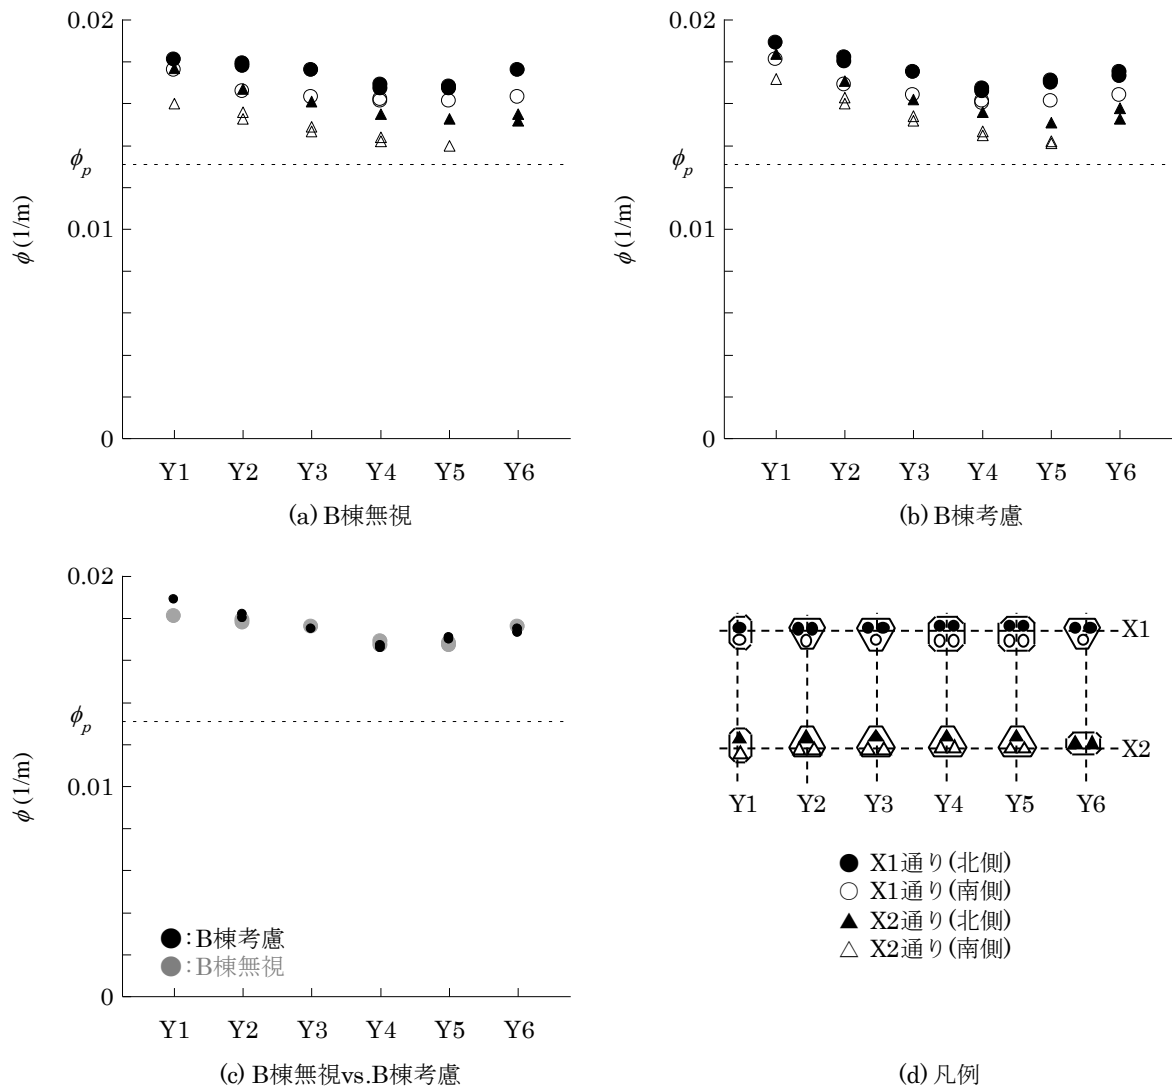 0.02
ϕp
0.01
0
ϕ (1/m)
Y1 Y2 Y3 Y4 Y5 Y6
(a) B棟無視
0.02
ϕp
0.01
0
ϕ (1/m)
Y1 Y2 Y3 Y4 Y5 Y6
(b) B棟考慮
0.02
ϕp
0.01
0
ϕ (1/m)
:B棟考慮
:B棟無視
Y1 Y2 Y3 Y4 Y5 Y6
(c) B棟無視vs.B棟考慮
X1
X2
Y1 Y2 Y3 Y4 Y5 Y6
X1通り(北側)
X1通り(南側)
X2通り(北側)
X2通り(南側)
(d) 凡例